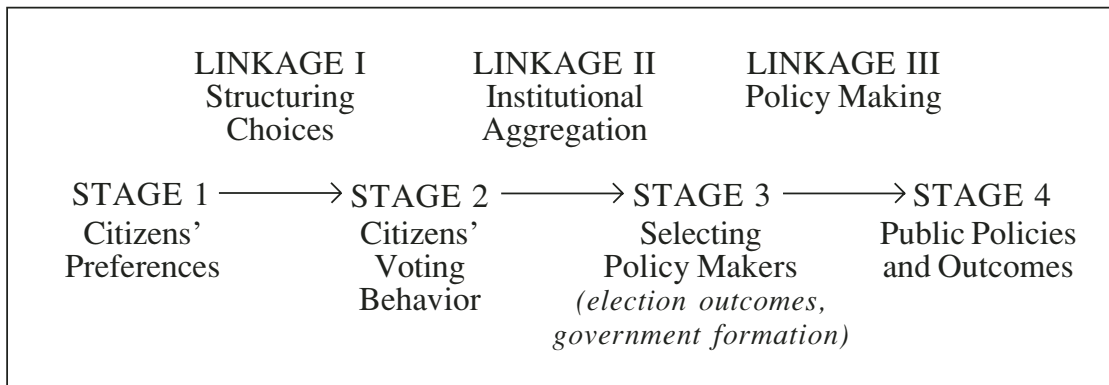 LINKAGE I
Structuring
Choices
LINKAGE II
Institutional
Aggregation
LINKAGE III
Policy Making
STAGE 1
Citizens’
Preferences
STAGE 2
Citizens’
Voting
Behavior
STAGE 3
Selecting
Policy Makers
(election outcomes,
government formation)
STAGE 4
Public Policies
and Outcomes